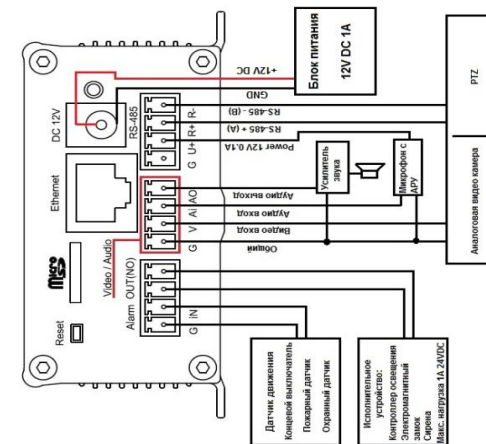 Блок питания
12V DC 1A
+12V DC
GND
DC 12V
RS-485
R-
R+
U+
G
RS-485 - (B)
RS-485 + (A)
Power 12V 0.1A
PTZ
Ethernet
Video / Audio
AO
Ai
V
G
Аудио выход
Аудио вход
Видео вход
Общий
Усилитель
звука
Микрофон с
АРУ
Аналоговая видео камера
micro
SD
Reset
Alarm
OUT(NO)
iN
G
Датчик движения
Концевой выключатель
Пожарный датчик
Охранный датчик
Исполнительное
устройство:
Контроллер освещения
Электромагнитный
замок
Сирена
Макс. нагрузка 1A 24VDC